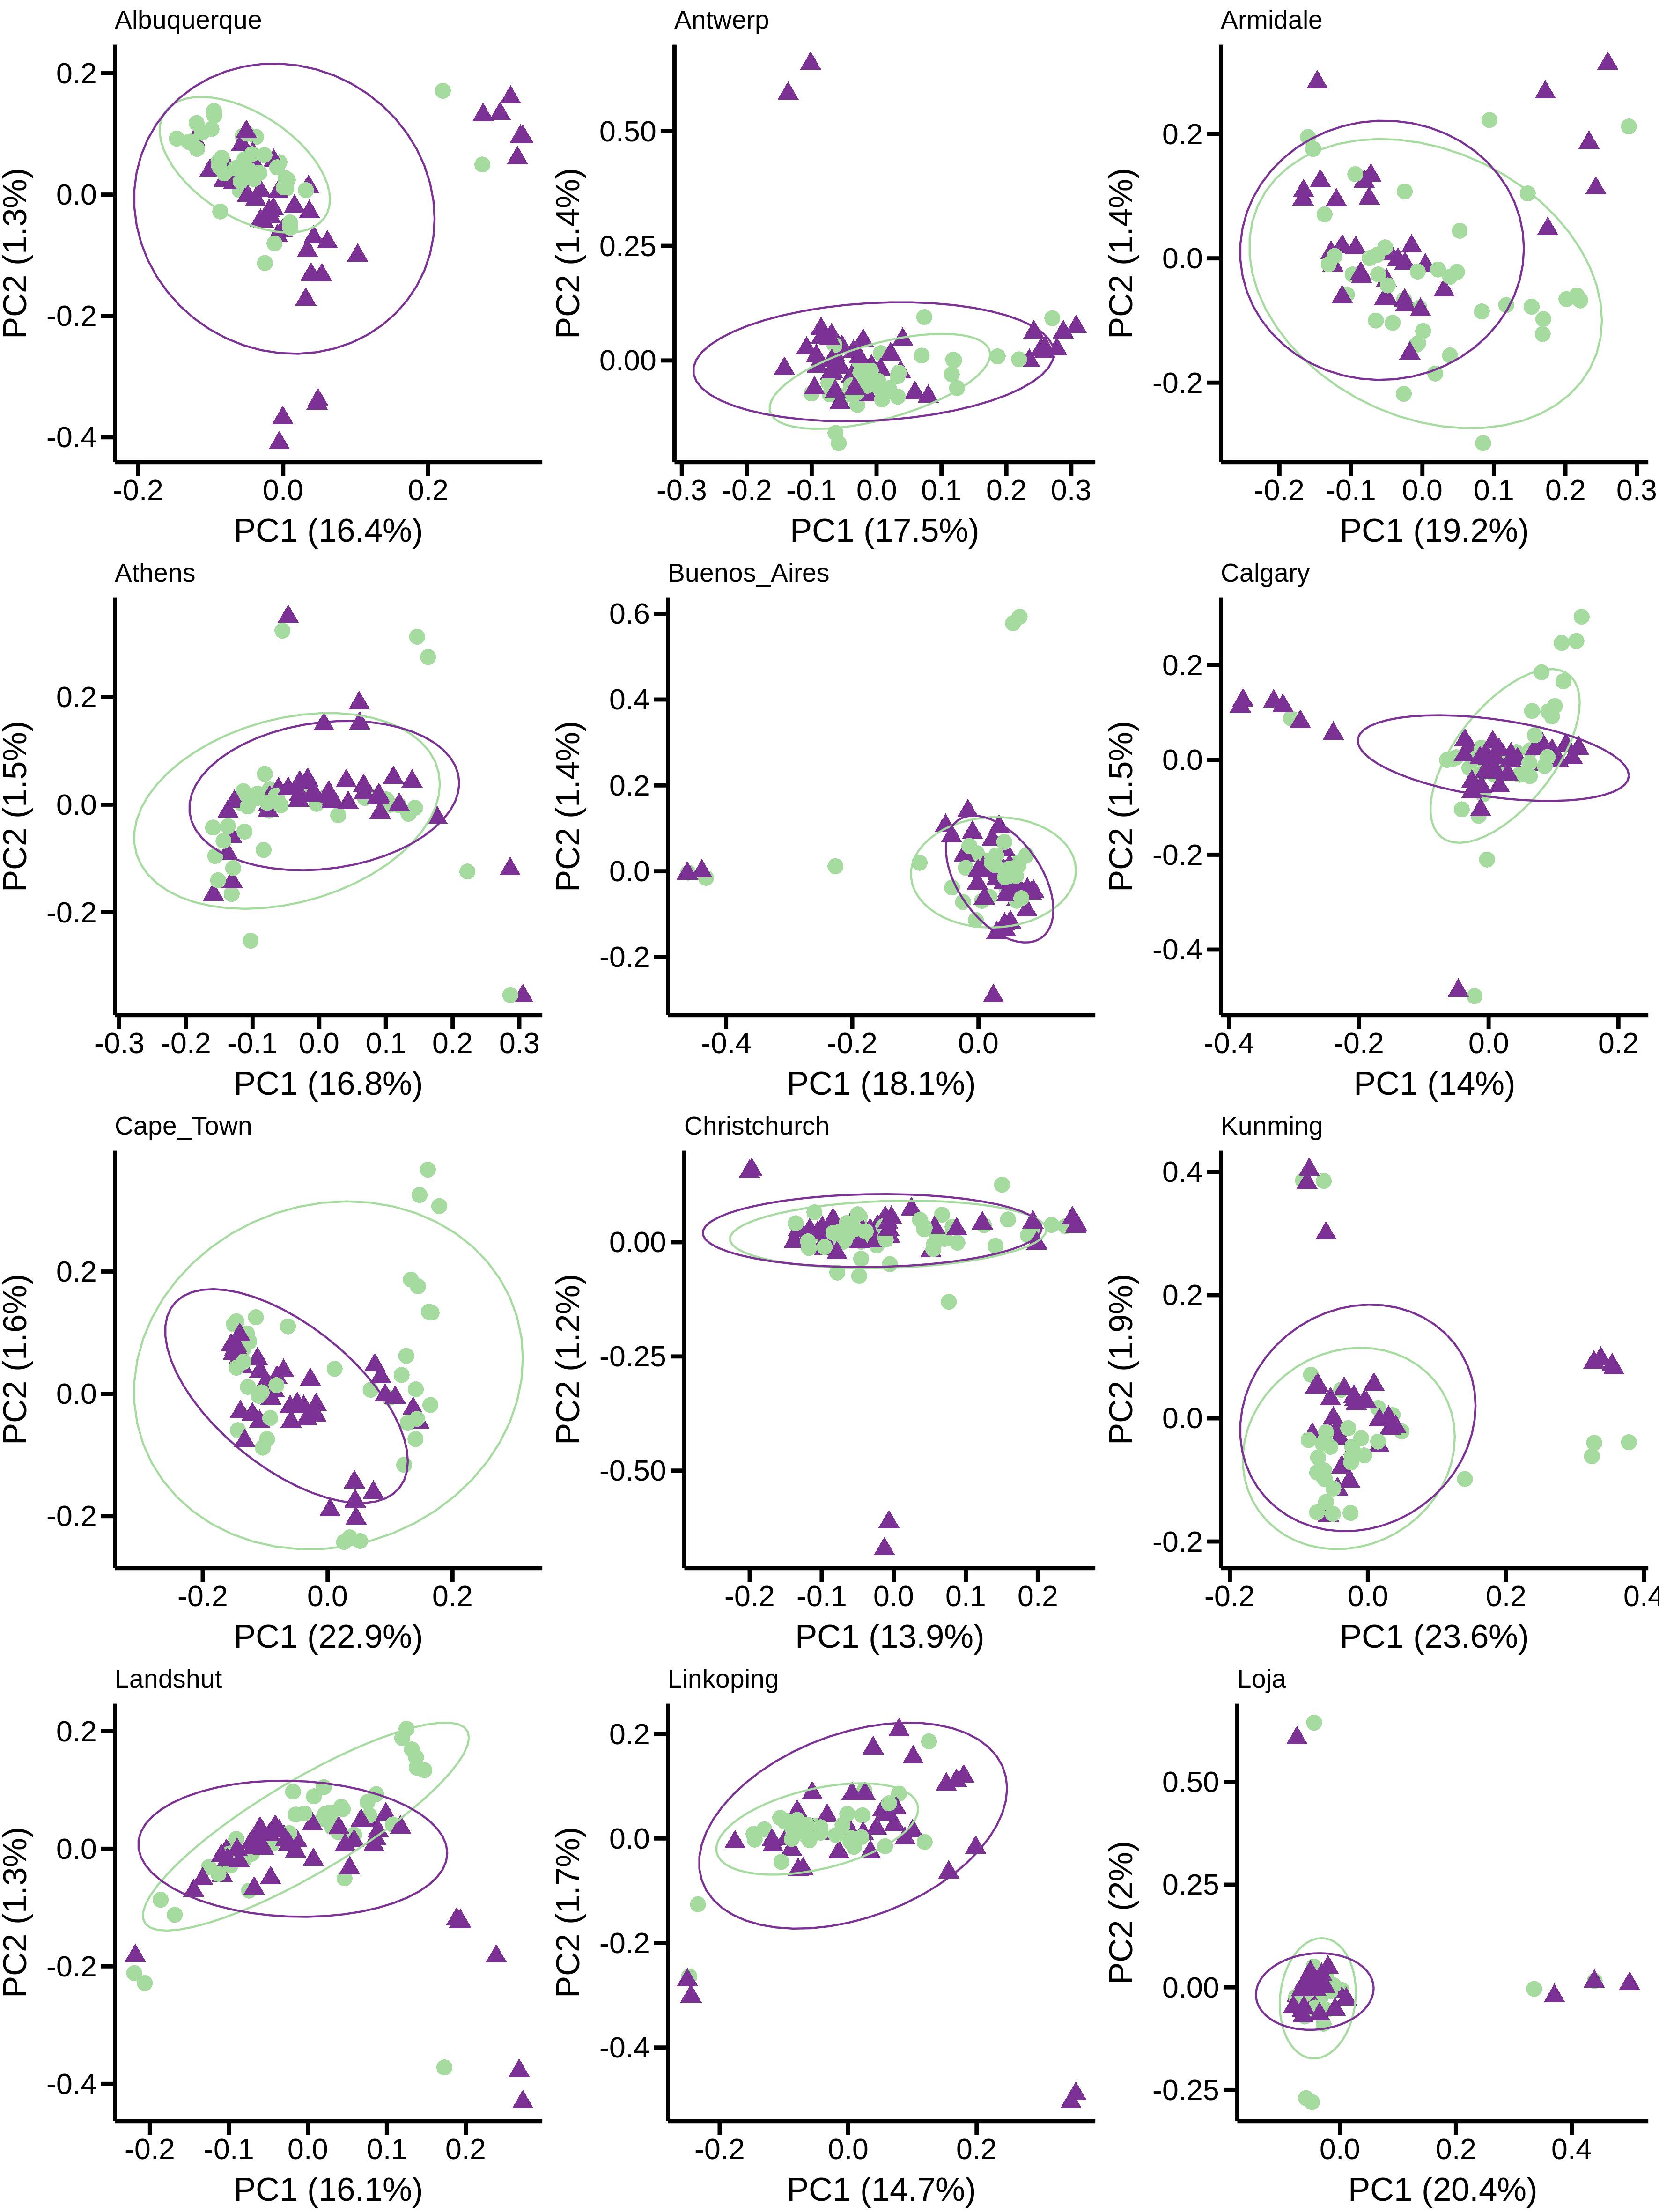 Albuquerque
PC2 (1.3%)
0.2
0.0
-0.2
-0.4
-0.2 0.0 0.2
PC1 (16.4%)
Antwerp
PC2 (1.4%)
0.50
0.25
0.00
-0.3 -0.2 -0.1 0.0 0.1 0.2 0.3
PC1 (17.5%)
Armidale
PC2 (1.4%)
0.2
0.0
-0.2
-0.2 -0.1 0.0 0.1 0.2 0.3
PC1 (19.2%)
Athens
PC2 (1.5%)
0.2
0.0
-0.2
-0.3 -0.2 -0.1 0.0 0.1 0.2 0.3
PC1 (16.8%)
Buenos_Aires
PC2 (1.4%)
0.6
0.4
0.2
0.0
-0.2
-0.4 -0.2 0.0
PC1 (18.1%)
Calgary
PC2 (1.5%)
0.2
0.0
-0.2
-0.4
-0.4 -0.2 0.0 0.2
PC1 (14%)
Cape_Town
PC2 (1.6%)
0.2
0.0
-0.2
-0.2 0.0 0.2
PC1 (22.9%)
Christchurch
PC2 (1.2%)
0.00
-0.25
-0.50
-0.2 -0.1 0.0 0.1 0.2
PC1 (13.9%)
Kunming
PC2 (1.9%)
0.4
0.2
0.0
-0.2
-0.2 0.0 0.2 0.4
PC1 (23.6%)
Landshut
PC2 (1.3%)
0.2
0.0
-0.2
-0.4
-0.2 -0.1 0.0 0.1 0.2
PC1 (16.1%)
Linkoping
PC2 (1.7%)
0.2
0.0
-0.2
-0.4
-0.2 0.0 0.2
PC1 (14.7%)
Loja
PC2 (2%)
0.50
0.25
0.00
-0.25
0.0 0.2 0.4
PC1 (20.4%)